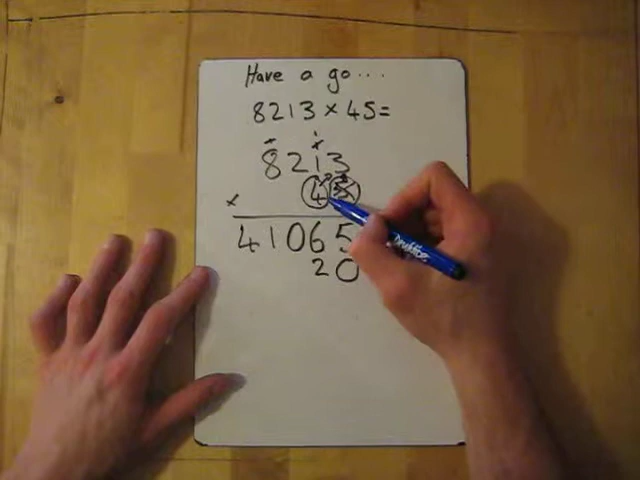 Have a go....
8213 × 45 =
8213
× 45
41065
20